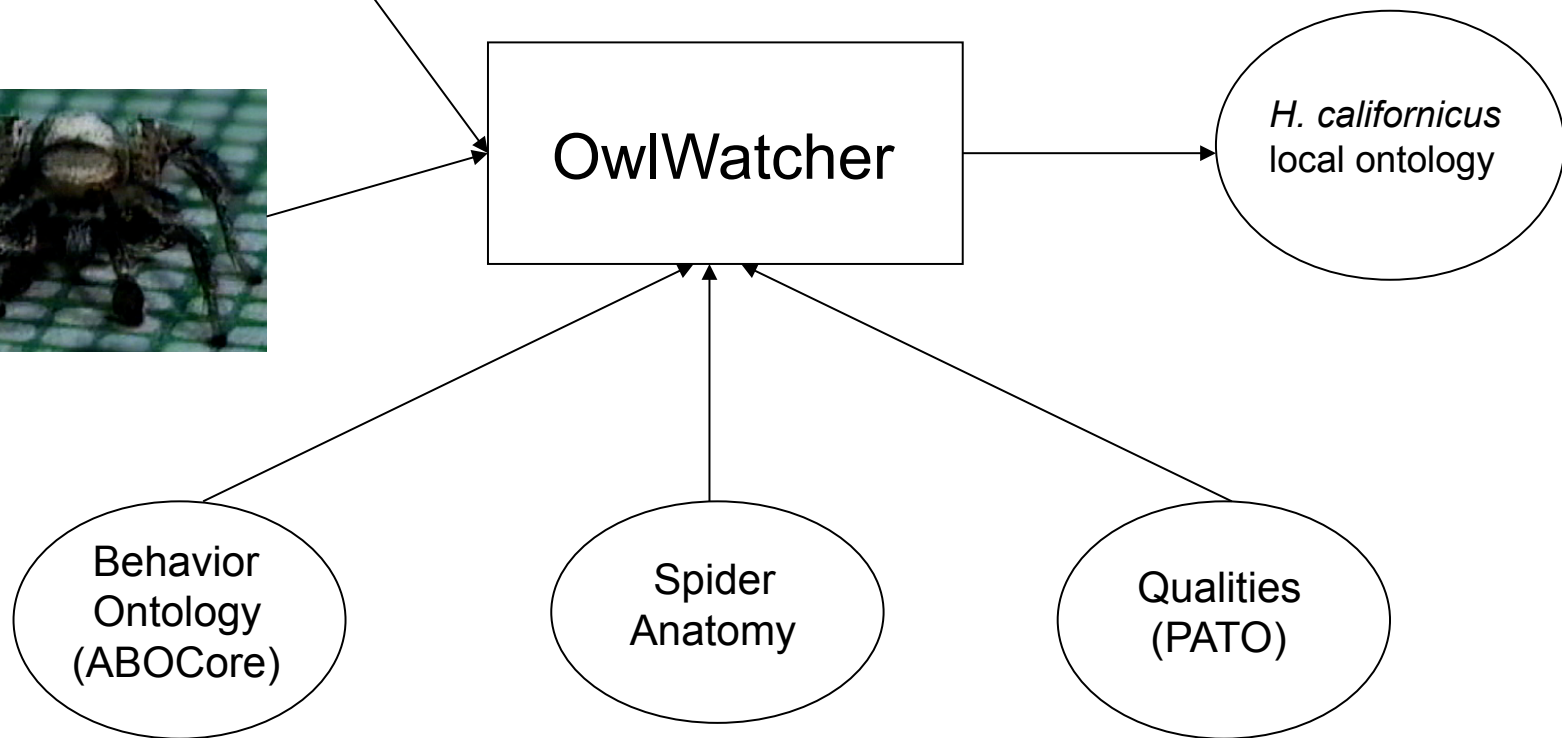 OwlWatcher
H. californicus
local ontology
Behavior
Ontology
(ABOCore)
Spider
Anatomy
Qualities
(PATO)